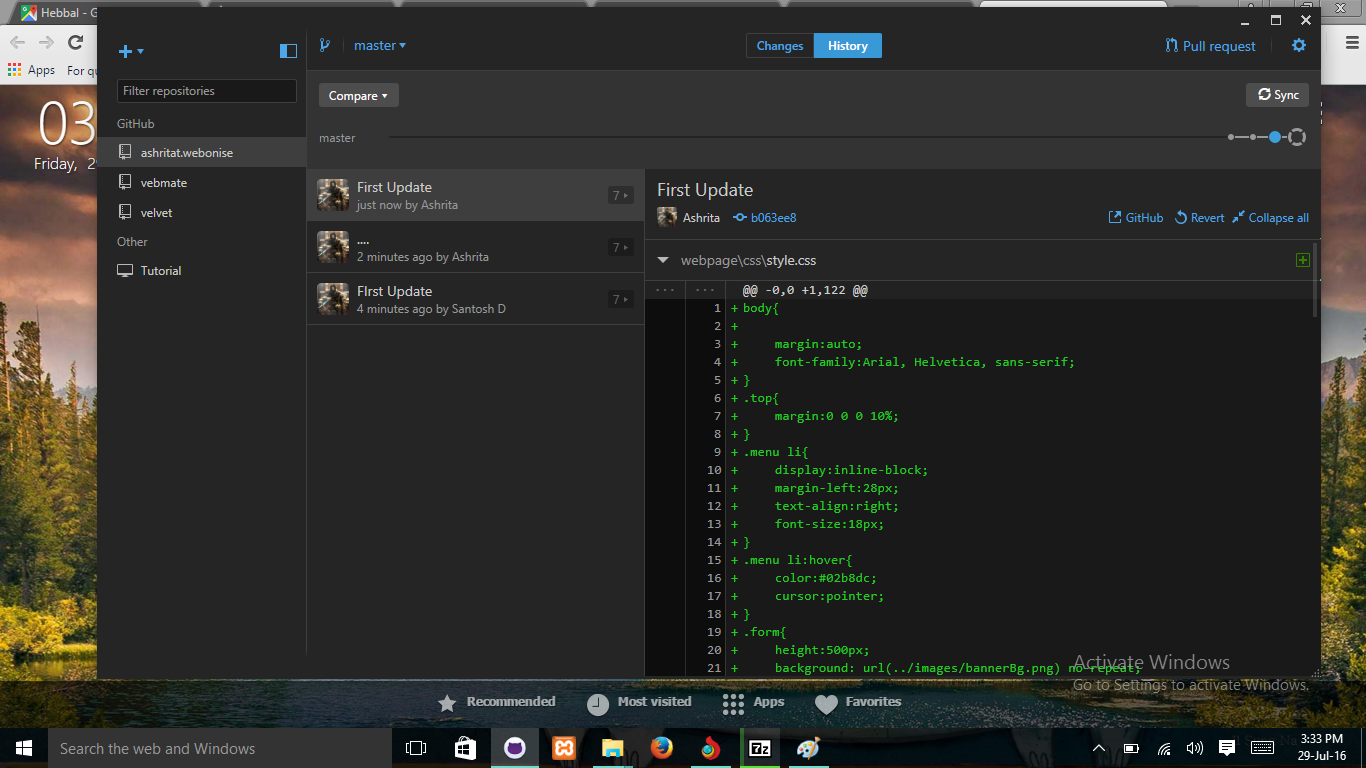 Hebbal - G
Apps For qu
03
Friday, 2
master
Changes
History
Pull request
Filter repositories
GitHub
ashritat.webonise
vebmate
velvet
Other
Tutorial
Compare
Sync
master
First Update
just now by Ashrita
7
....
2 minutes ago by Ashrita
7
FIrst Update
4 minutes ago by Santosh D
7
First Update
Ashrita
b063ee8
GitHub
Revert
Collapse all
webpage\css\style.css
... ... @@ -0,0 +1,122 @@
1 + body{
2 +
3 + margin:auto;
4 + font-family:Arial, Helvetica, sans-serif;
5 + }
6 + .top{
7 + margin:0 0 0 10%;
8 + }
9 + .menu li{
10 + display:inline-block;
11 + margin-left:28px;
12 + text-align:right;
13 + font-size:18px;
14 + }
15 + .menu li:hover{
16 + color:#02b8dc;
17 + cursor:pointer;
18 + }
19 + .form{
20 + height:500px;
21 + background: url(../images/bannerBg.png) no-repeat;
Activate Windows
Go to Settings to activate Windows.
Recommended
Most visited
Apps
Favorites
Search the web and Windows
7z
3:33 PM
29-Jul-16